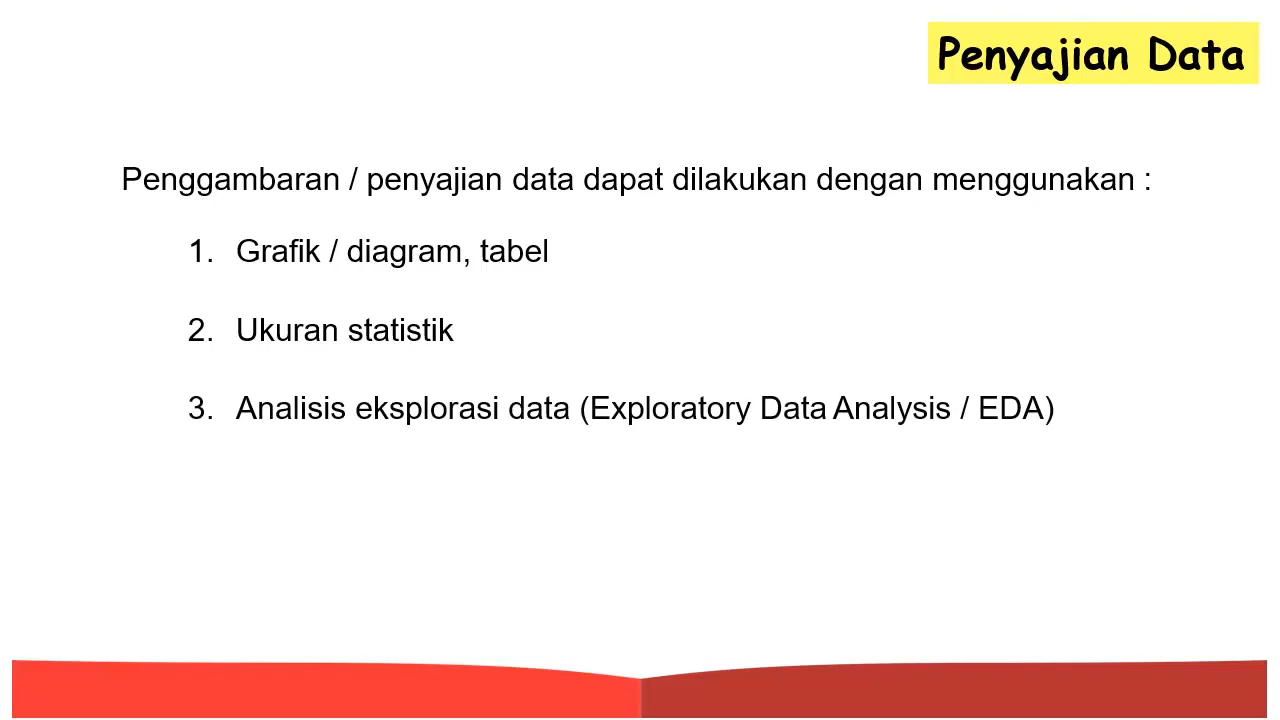 Penyajian Data
Penggambaran / penyajian data dapat dilakukan dengan menggunakan :
1. Grafik / diagram, tabel
2. Ukuran statistik
3. Analisis eksplorasi data (Exploratory Data Analysis / EDA)